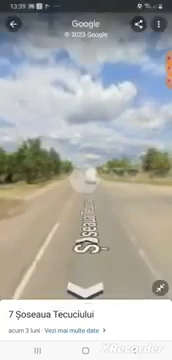 13:39
Google
© 2023 Google
Șoseaua Tecuciului
7 Șoseaua Tecuciului
acum 3 luni · Vezi mai multe date >
XRecorder